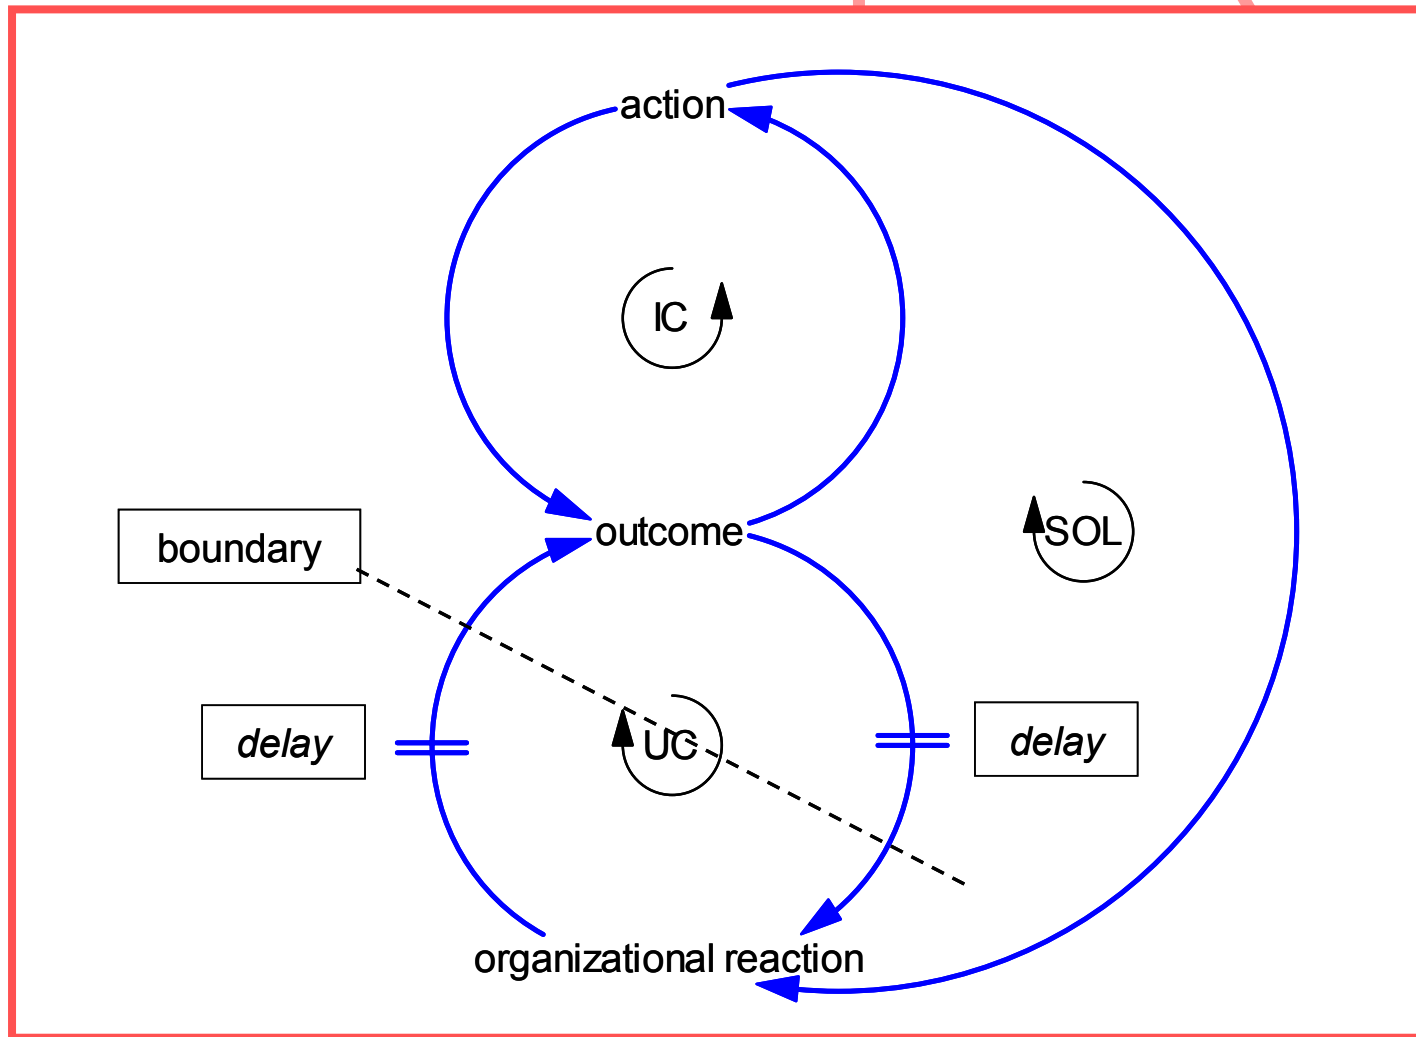 action
IC
outcome
SOL
boundary
delay
UC
delay
organizational reaction